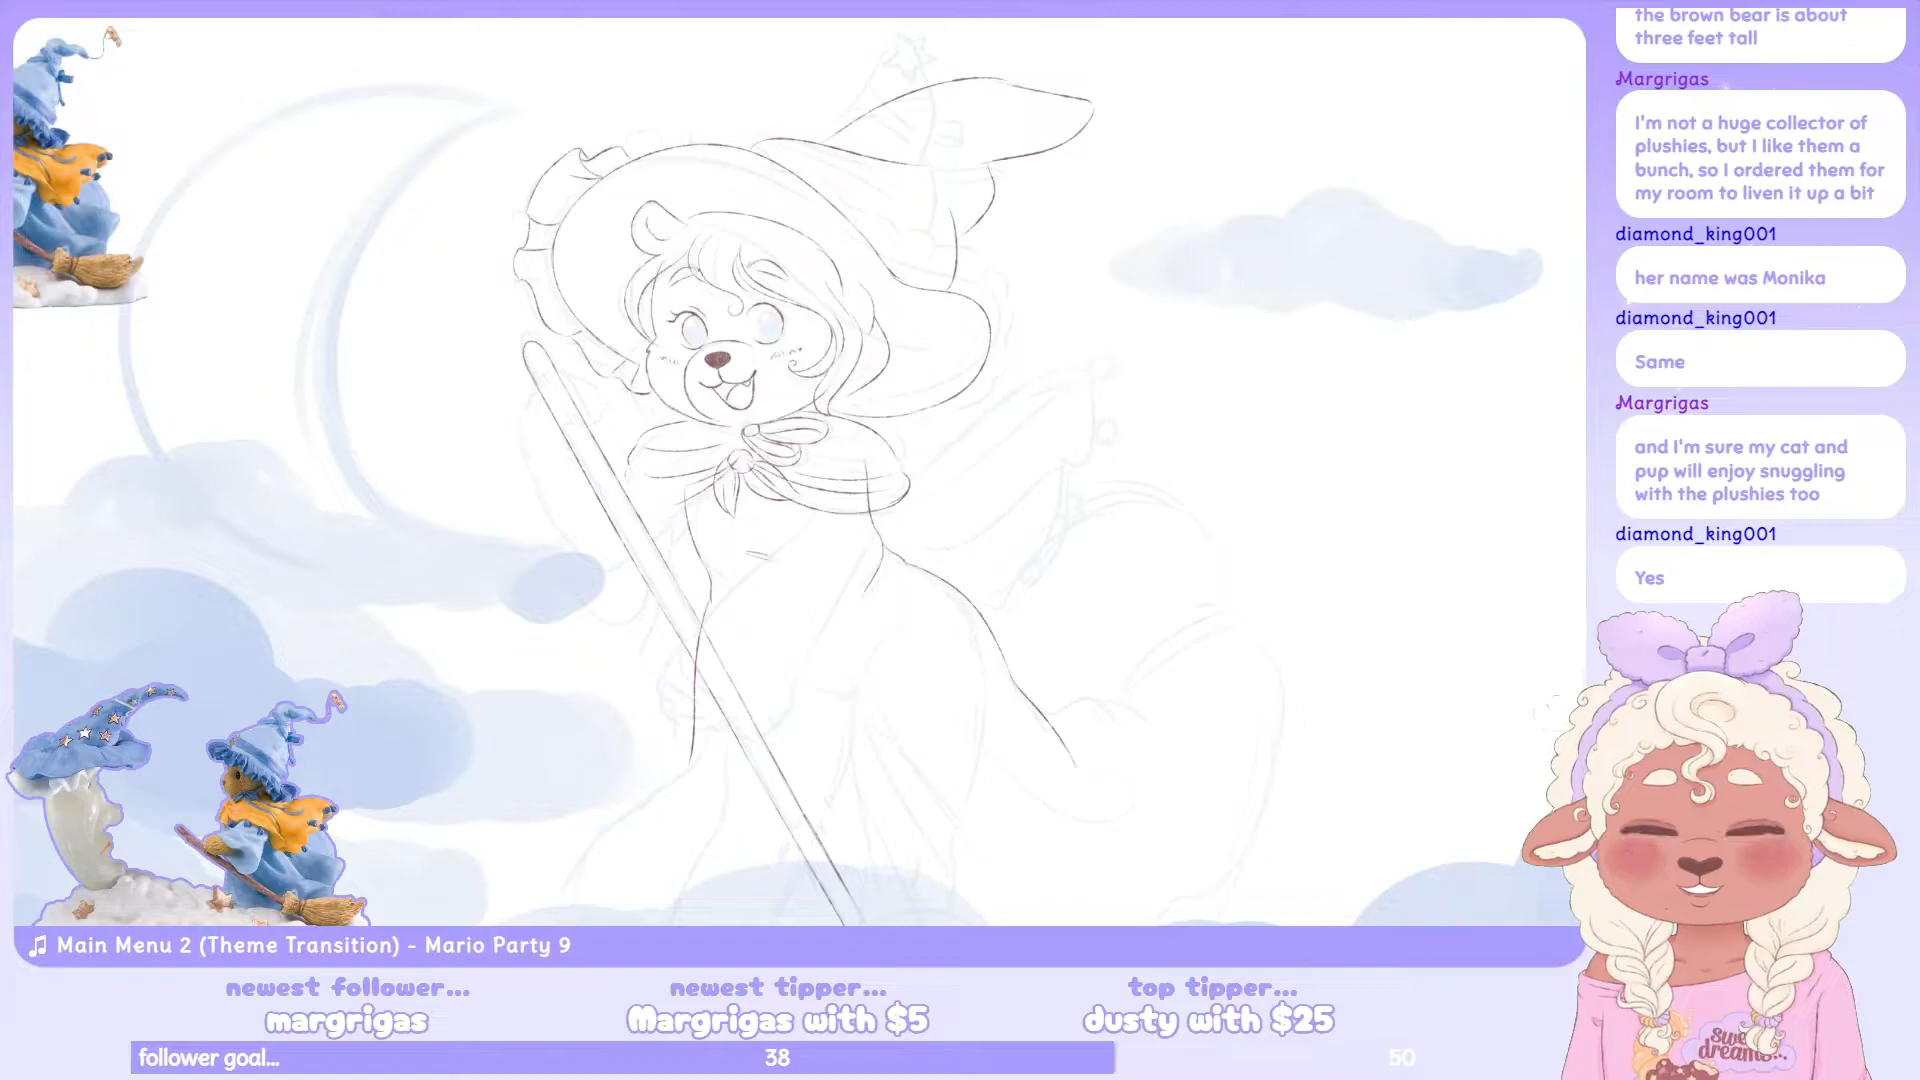 the brown bear is about
three feet tall
Margrigas
I'm not a huge collector of
plushies, but I like them a
bunch, so I ordered them for
my room to liven it up a bit
diamond_king001
her name was Monika
diamond_king001
Same
Margrigas
and I'm sure my cat and
pup will enjoy snuggling
with the plushies too
diamond_king001
Yes
Main Menu 2 (Theme Transition) - Mario Party 9
newest follower...
margrigas
newest tipper...
Margrigas with $5
top tipper...
dusty with $25
follower goal... 38 50
dreams...